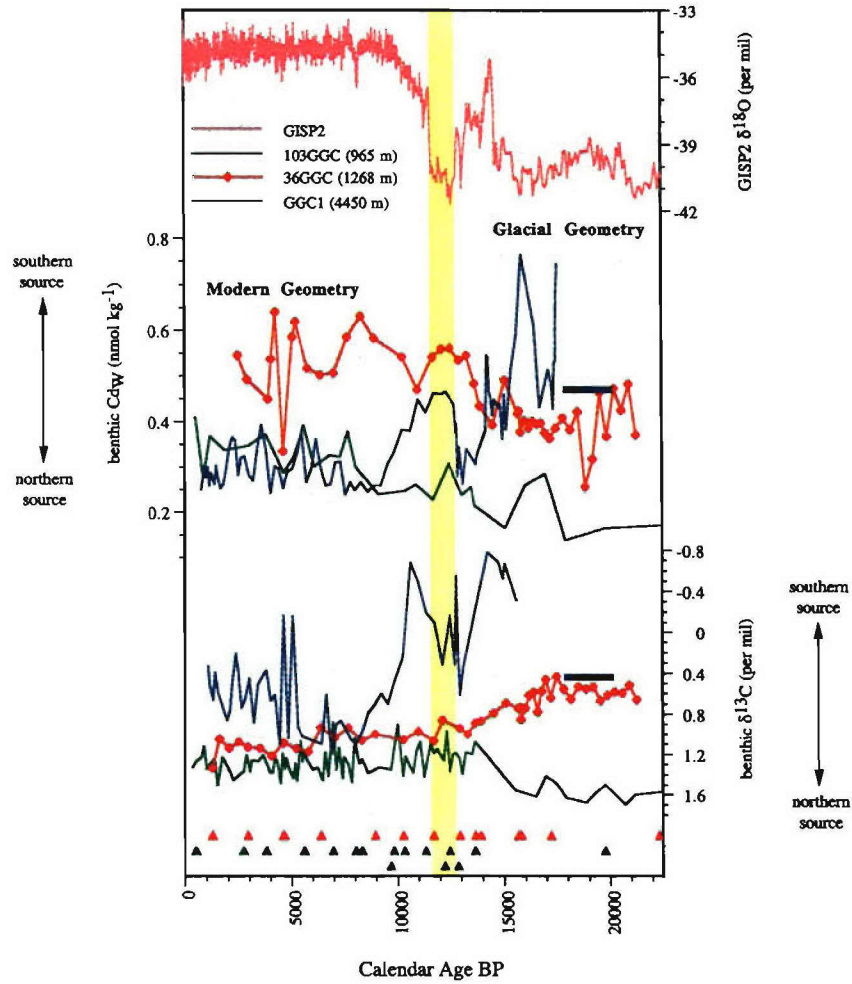 -33
-36
-39
-42
GISP2 δ18O (per mil)
GISP2
103GGC (965 m)
36GGC (1268 m)
GGC1 (4450 m)
Glacial Geometry
Modern Geometry
southern
source
northern
source
benthic CdW (nmol kg-1)
0.8
0.6
0.4
0.2
-0.8
-0.4
0
0.4
0.8
1.2
1.6
benthic δ13C (per mil)
southern
source
northern
source
0
5000
10000
15000
20000
Calendar Age BP